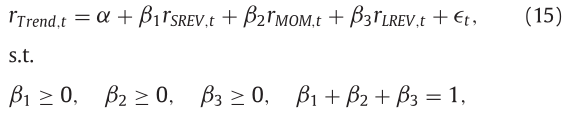 r_{Trend,t} = α + β_1 r_{SREV,t} + β_2 r_{MOM,t} + β_3 r_{LREV,t} + ϵ_t, (15)
s.t.
β_1 ≥ 0, β_2 ≥ 0, β_3 ≥ 0, β_1 + β_2 + β_3 = 1,